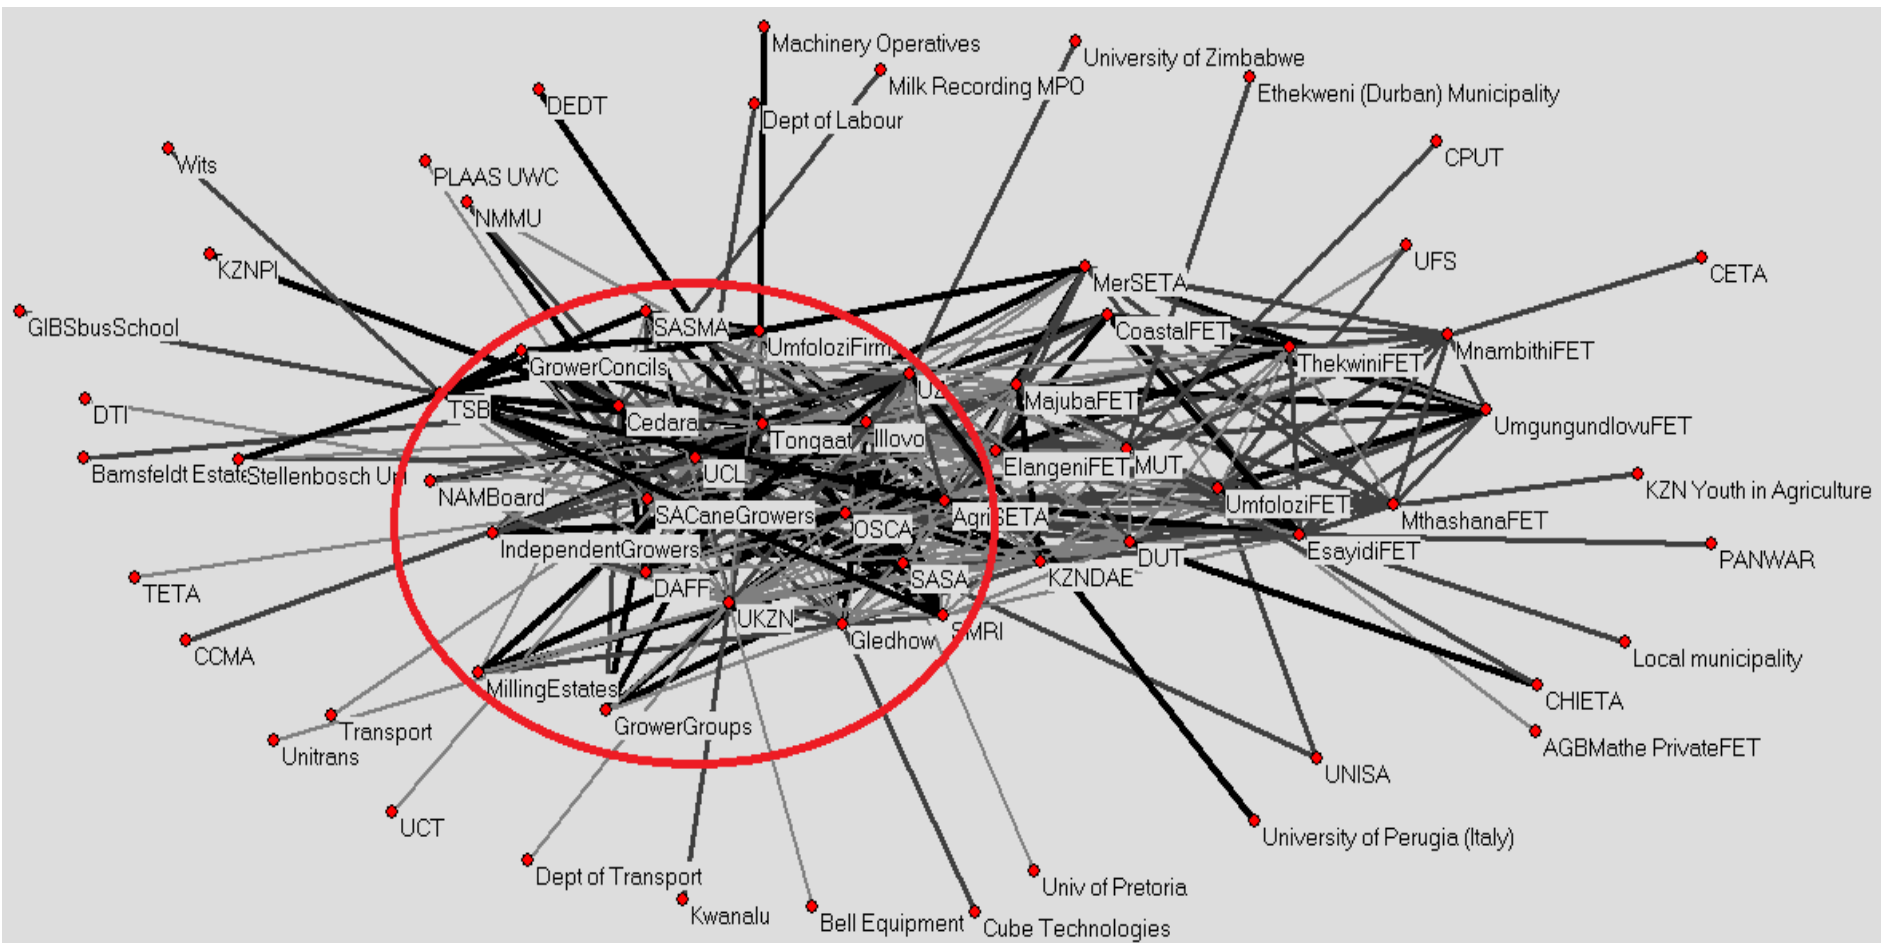 Machinery Operatives
University of Zimbabwe
Milk Recording MPO
Ethekweni (Durban) Municipality
DEDT
Dept of Labour
CPUT
Wits
PLAAS UWC
NMMU
UFS
KZNPI
CETA
MerSETA
GIBSbusSchool
SASMA
CoastalFET
UmfoloziFirm
MnambithiFET
ThekwiniFET
GrowerConcils
UZ
MajubaFET
DTI
TSB
Cedara
Tongaat
Illovo
UmgungundlovuFET
Bamsfeldt Estate
Stellenbosch Uni
UCL
ElangeniFET
MUT
NAMBoard
KZN Youth in Agriculture
SACaneGrowers
AgriSETA
UmfoloziFET
MthashanaFET
OSCA
IndependentGrowers
EsayidiFET
DUT
PANWAR
TETA
DAFF
SASA
KZNDAE
UKZN
SMRI
Gledhow
CCMA
Local municipality
MillingEstates
CHIETA
GrowerGroups
Transport
AGBMathe PrivateFET
Unitrans
UNISA
UCT
University of Perugia (Italy)
Dept of Transport
Univ of Pretoria
Kwanalu
Bell Equipment
Cube Technologies